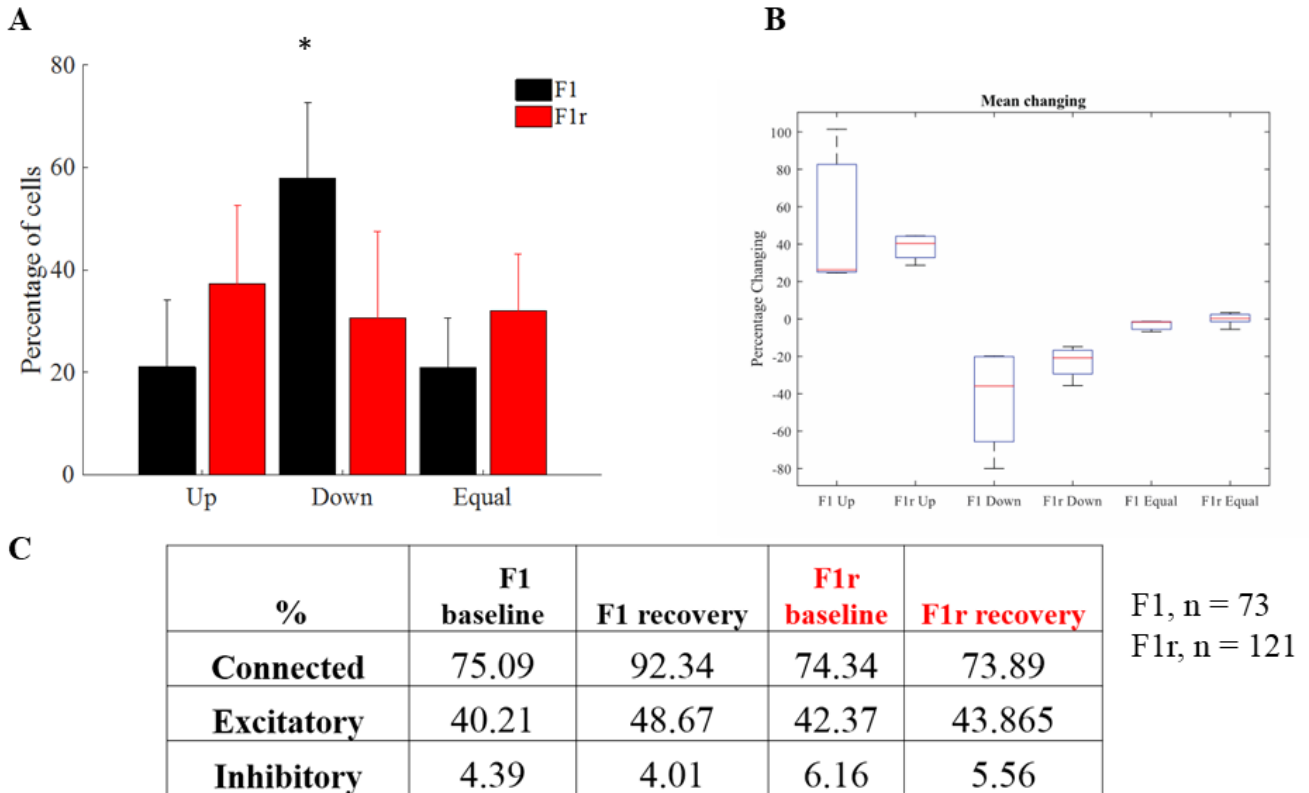 A
*
80
60
40
20
0
Percentage of cells
F1
F1r
Up Down Equal
B
Mean changing
100
80
60
40
20
0
-20
-40
-60
-80
Percentage Changing
F1 Up F1r Up F1 Down F1r Down F1 Equal F1r Equal
C
% F1 baseline F1 recovery F1r baseline F1r recovery
Connected 75.09 92.34 74.34 73.89
Excitatory 40.21 48.67 42.37 43.865
Inhibitory 4.39 4.01 6.16 5.56
F1, n = 73
F1r, n = 121